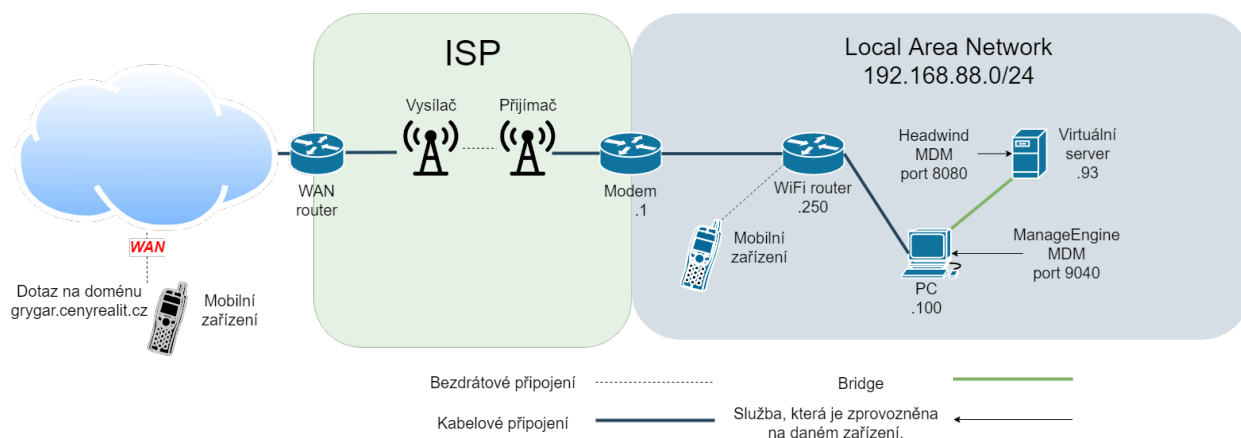 ISP
Local Area Network
192.168.88.0/24
Vysílač
Přijímač
Headwind
MDM
port 8080
Virtuální
server
.93
WAN
router
Modem
.1
WiFi router
.250
Mobilní
zařízení
ManageEngine
MDM
port 9040
PC
.100
WAN
Dotaz na doménu
grygar.cenyrealit.cz
Mobilní
zařízení
Bezdrátové připojení
Bridge
Kabelové připojení
Služba, která je zprovozněna
na daném zařízení.